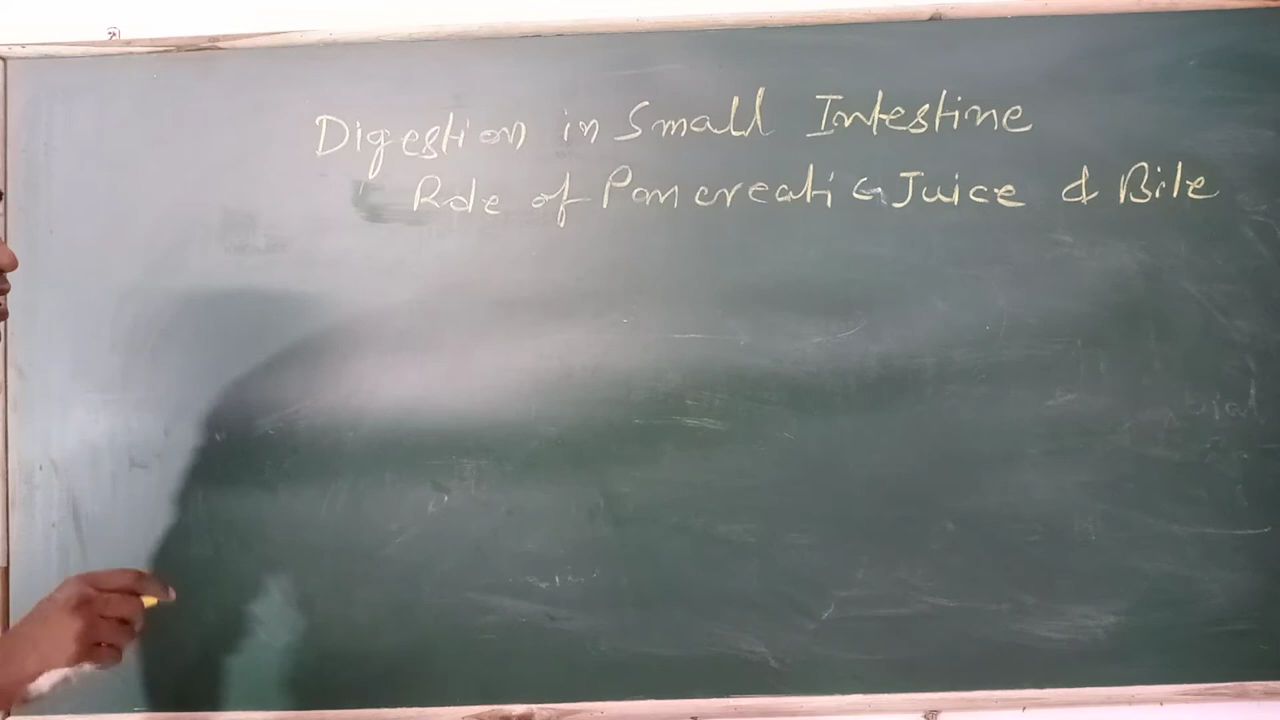 Digestion in Small Intestine
Role of Pancreatic Juice & Bile